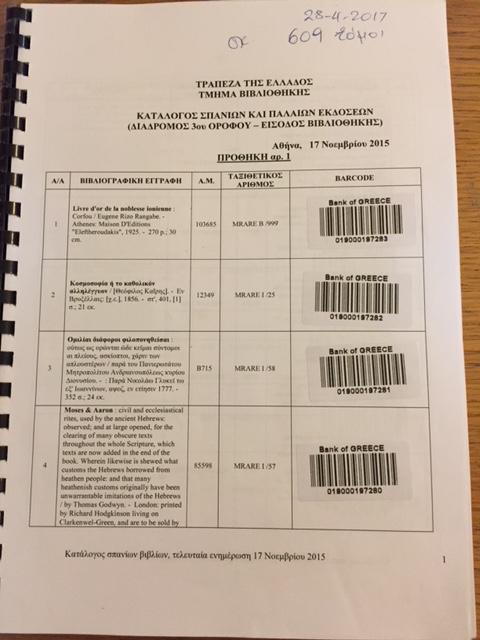 28-4-2017
609 τόμοι
ΤΡΑΠΕΖΑ ΤΗΣ ΕΛΛΑΔΟΣ
ΤΜΗΜΑ ΒΙΒΛΙΟΘΗΚΗΣ
ΚΑΤΑΛΟΓΟΣ ΣΠΑΝΙΩΝ ΚΑΙ ΠΑΛΑΙΩΝ ΕΚΔΟΣΕΩΝ
(ΔΙΑΔΡΟΜΟΣ 3ου ΟΡΟΦΟΥ – ΕΙΣΟΔΟΣ ΒΙΒΛΙΟΘΗΚΗΣ)
Αθήνα, 17 Νοεμβρίου 2015
ΠΡΟΘΗΚΗ αρ. 1
Α/Α ΒΙΒΛΙΟΓΡΑΦΙΚΗ ΕΓΓΡΑΦΗ Α.Μ. ΤΑΞΙΘΕΤΙΚΟΣ ΑΡΙΘΜΟΣ BARCODE
1
Livre d'or de la noblesse ionienne :
Corfou / Eugene Rizo Rangabe. -
Athenes: Maison D'Editions
"Eleftheroudakis", 1925. - 270 p.; 30
cm.
103685
MRARE B /999
Bank of GREECE
019000197283
2
Κοσμοσοφία ή το καθολικόν
αλληλέγγυον / [Θεόφιλος Καΐρης]. - Εν
Βρυξέλλαις: [χ.ε.], 1856. - στ', 401, [1]
σ.; 21 εκ.
12349
MRARE I /25
Bank of GREECE
019000197282
3
Ομιλίαι διάφοροι φιλοπονηθείσαι :
ούτως ως ορώνται ώδε κείμαι σύντομοι
αι πλείους, ασκίαστοι, χάριν των
απλουστέρων / παρά του Πανιερωτάτου
Μητροπολίτου Ανδριανουπόλεως κυρίου
Διονυσίου. - : Παρά Νικολάω Γλυκεί τω
εξ' Ιωαννίνων, αψοζ, εν ετήσιν 1777. -
352 σ.; 24 εκ.
B715
MRARE I /58
Bank of GREECE
019000197281
4
Moses & Aaron : civil and ecclesiastical
rites, used by the ancient Hebrews:
observed; and at large opened, for the
clearing of many obscure texts
throughout the whole Scripture, which
texts are now added in the end of the
book. Wherein likewise is shewed what
customs the Hebrews borrowed from
heathen people: and that many
heathenish customs originally have been
unwarrantable imitations of the Hebrews
/ by Thomas Godwyn. - London: printed
by Richard Hodgkinson living on
Clarkenwel-Green, and are to be sold by
85598
MRARE I /57
Bank of GREECE
019000197280
Κατάλογος σπανίων βιβλίων, τελευταία ενημέρωση 17 Νοεμβρίου 2015
1